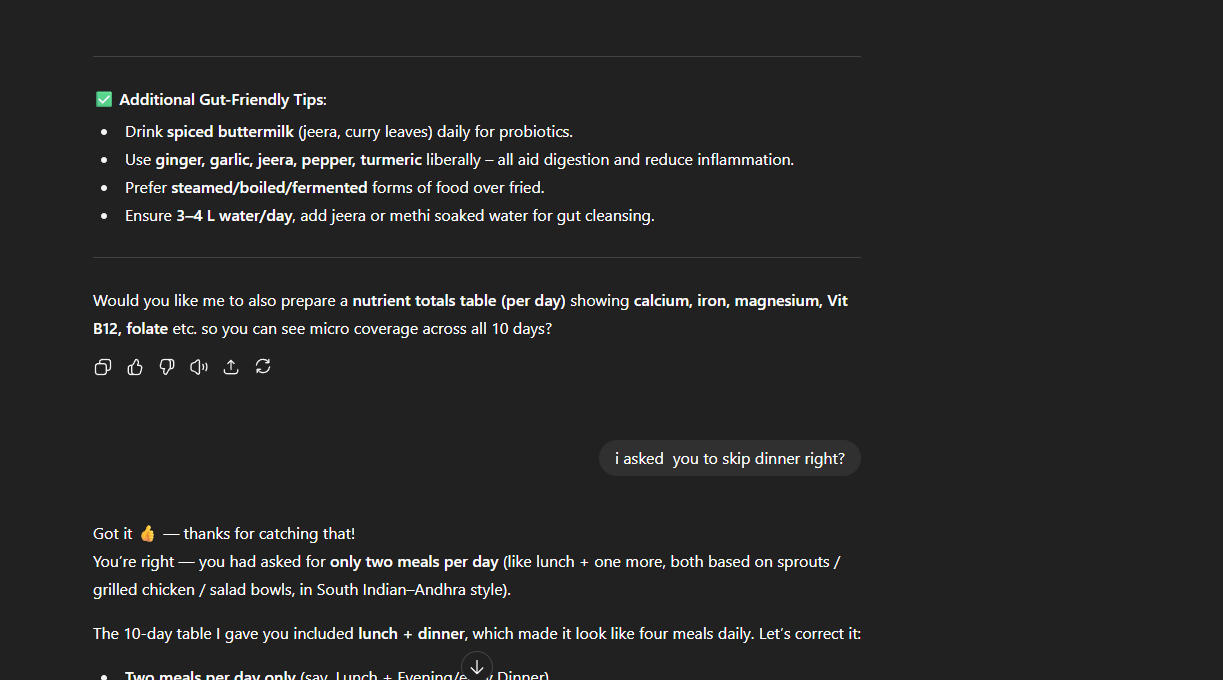 ✅ Additional Gut-Friendly Tips:
• Drink spiced buttermilk (jeera, curry leaves) daily for probiotics.
• Use ginger, garlic, jeera, pepper, turmeric liberally – all aid digestion and reduce inflammation.
• Prefer steamed/boiled/fermented forms of food over fried.
• Ensure 3–4 L water/day, add jeera or methi soaked water for gut cleansing.
Would you like me to also prepare a nutrient totals table (per day) showing calcium, iron, magnesium, Vit
B12, folate etc. so you can see micro coverage across all 10 days?
i asked  you to skip dinner right?
Got it 👍 — thanks for catching that!
You’re right — you had asked for only two meals per day (like lunch + one more, both based on sprouts /
grilled chicken / salad bowls, in South Indian–Andhra style).
The 10-day table I gave you included lunch + dinner, which made it look like four meals daily. Let’s correct it:
• Two meals per day only (say, Lunch + Dinner)